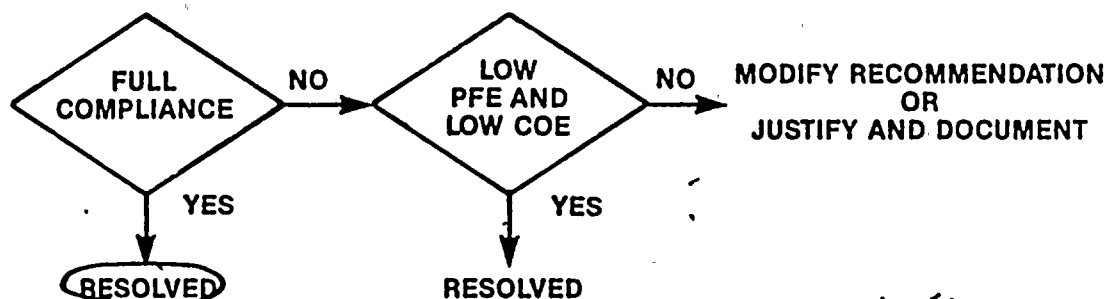 FULL
COMPLIANCE
NO
LOW
PFE AND
LOW COE
NO
MODIFY RECOMMENDATION
OR
JUSTIFY AND DOCUMENT
YES
YES
RESOLVED
RESOLVED